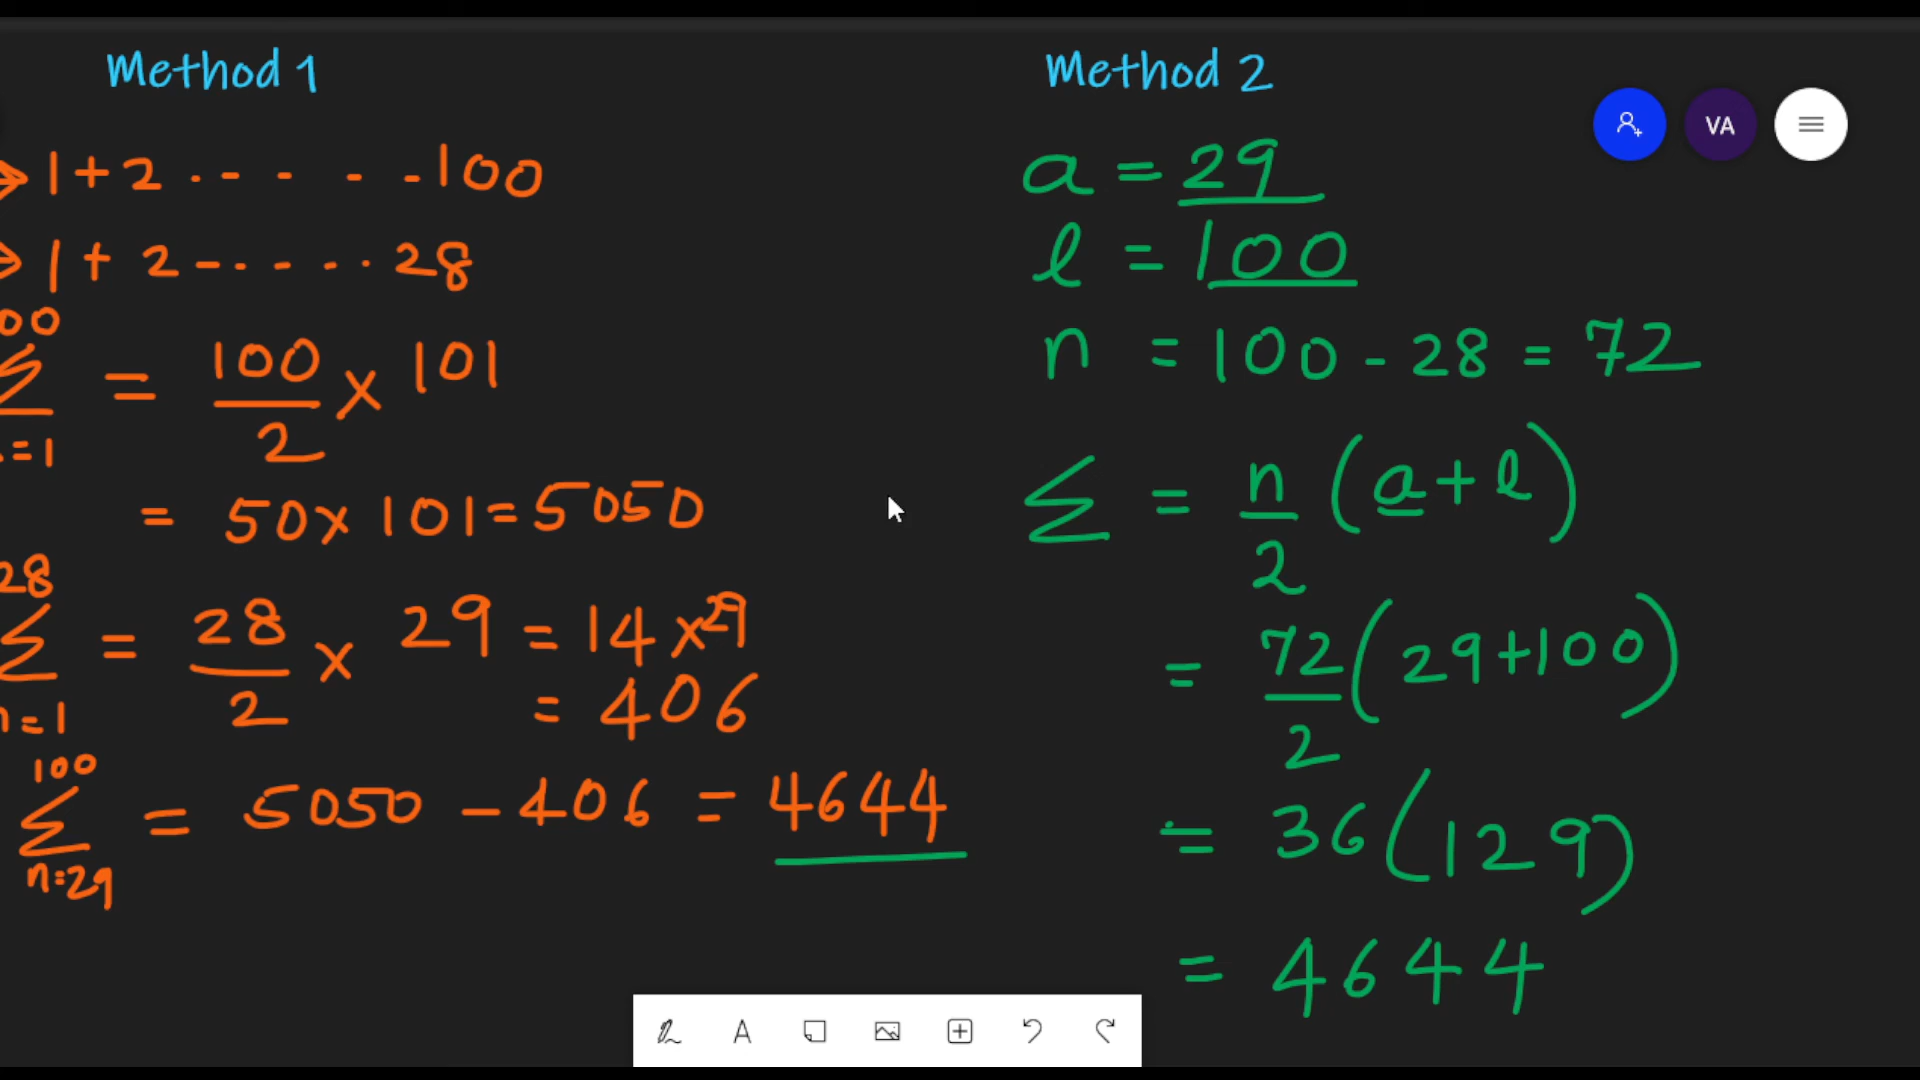 Method 1
→ 1 + 2 . - - - - 100
→ 1 + 2 - . - . - . . 28
00
∑ = 100/2 × 101
=1
= 50 × 101 = 5050
28
∑ = 28/2 × 29 = 14 × 29
n=1
= 406
100
∑ = 5050 - 406 = 4644
n=29
Method 2
a = 29
l = 100
n = 100 - 28 = 72
∑ = n/2 (a + l)
= 72/2 (29+100)
= 36 (129)
= 4644
VA
A